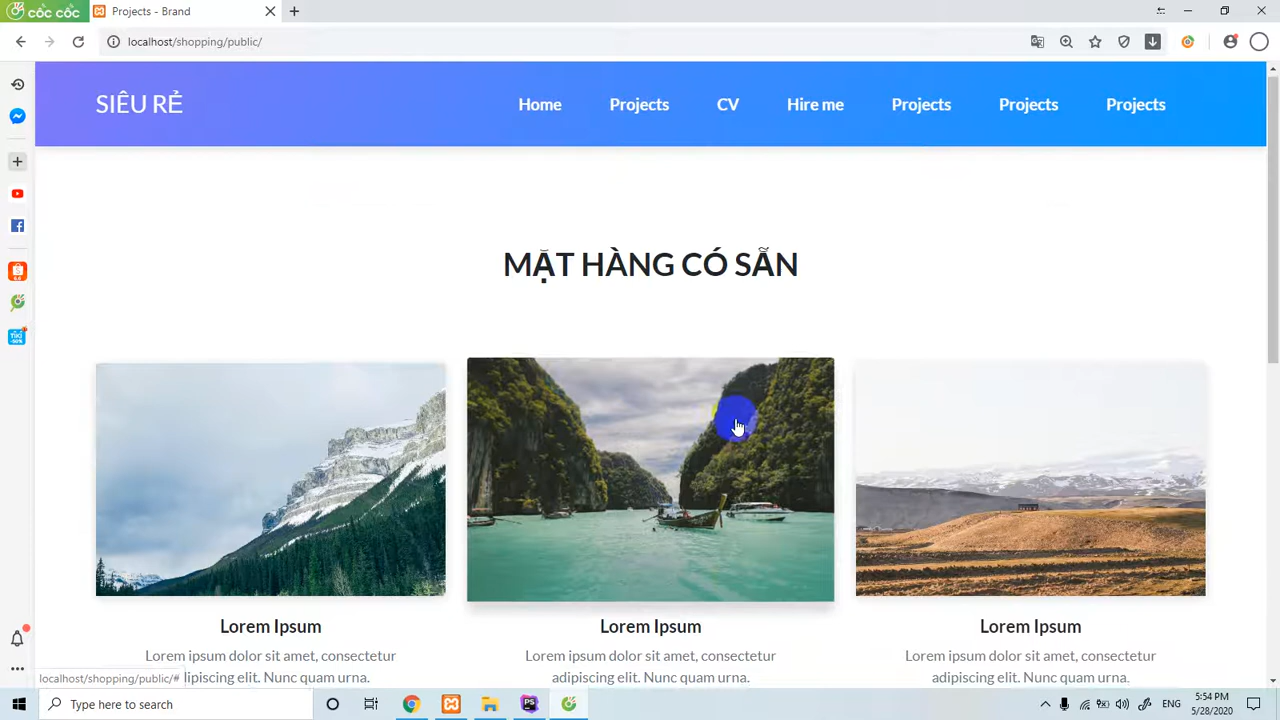 cốc cốc
Projects - Brand
localhost/shopping/public/
SIÊU RẺ
Home Projects CV Hire me Projects Projects Projects
MẶT HÀNG CÓ SẴN
Lorem Ipsum Lorem Ipsum Lorem Ipsum
Lorem ipsum dolor sit amet, consectetur Lorem ipsum dolor sit amet, consectetur Lorem ipsum dolor sit amet, consectetur
dipiscing elit. Nunc quam urna. adipiscing elit. Nunc quam urna. adipiscing elit. Nunc quam urna.
localhost/shopping/public/#
Type here to search
ENG
5:54 PM
5/28/2020